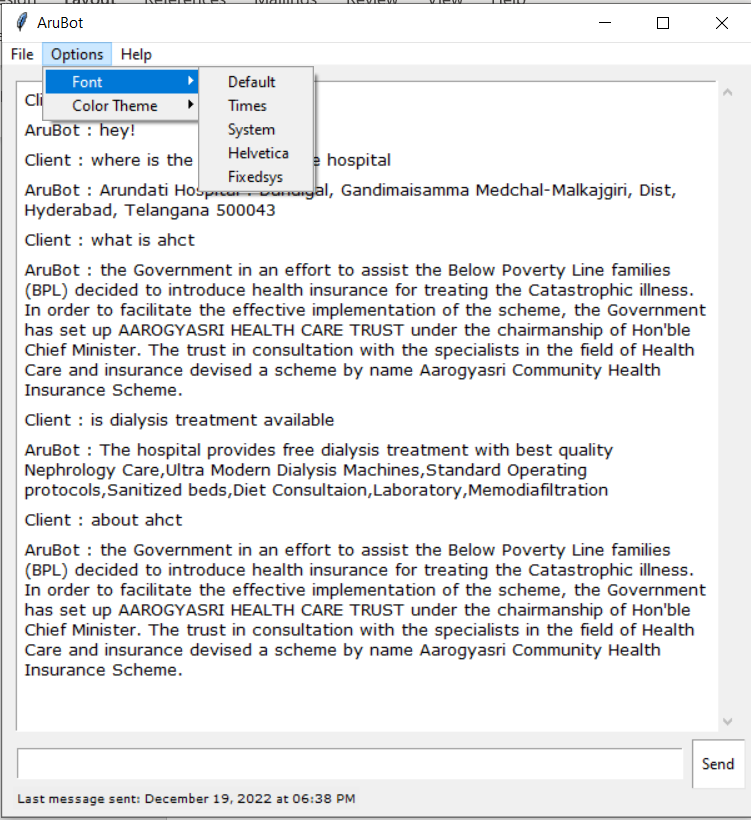 AruBot
File Options Help
Font
Color Theme
Default
Times
System
Helvetica
Fixedsys
AruBot : hey!
Client : where is the hospital
AruBot : Arundati Hospital : Dundigal, Gandimaisamma Medchal-Malkajgiri, Dist,
Hyderabad, Telangana 500043
Client : what is ahct
AruBot : the Government in an effort to assist the Below Poverty Line families
(BPL) decided to introduce health insurance for treating the Catastrophic illness.
In order to facilitate the effective implementation of the scheme, the Government
has set up AAROGYASRI HEALTH CARE TRUST under the chairmanship of Hon'ble
Chief Minister. The trust in consultation with the specialists in the field of Health
Care and insurance devised a scheme by name Aarogyasri Community Health
Insurance Scheme.
Client : is dialysis treatment available
AruBot : The hospital provides free dialysis treatment with best quality
Nephrology Care,Ultra Modern Dialysis Machines,Standard Operating
protocols,Sanitized beds,Diet Consultaion,Laboratory,Memodiafiltration
Client : about ahct
AruBot : the Government in an effort to assist the Below Poverty Line families
(BPL) decided to introduce health insurance for treating the Catastrophic illness.
In order to facilitate the effective implementation of the scheme, the Government
has set up AAROGYASRI HEALTH CARE TRUST under the chairmanship of Hon'ble
Chief Minister. The trust in consultation with the specialists in the field of Health
Care and insurance devised a scheme by name Aarogyasri Community Health
Insurance Scheme.
Send
Last message sent: December 19, 2022 at 06:38 PM